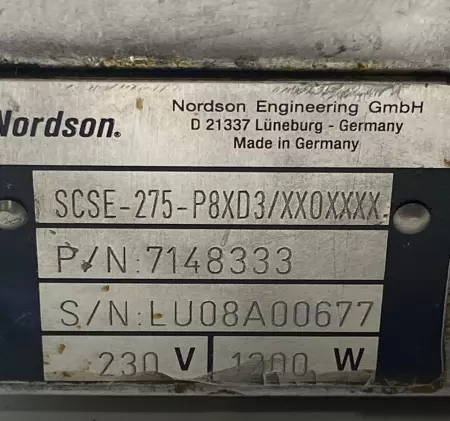 Nordson®
Nordson Engineering GmbH
D 21337 Lüneburg - Germany
Made in Germany
SCSE-275-P8XD3/XX0XXXX
P/N:7148333
S/N:LU08A00677
230 V 1200 W